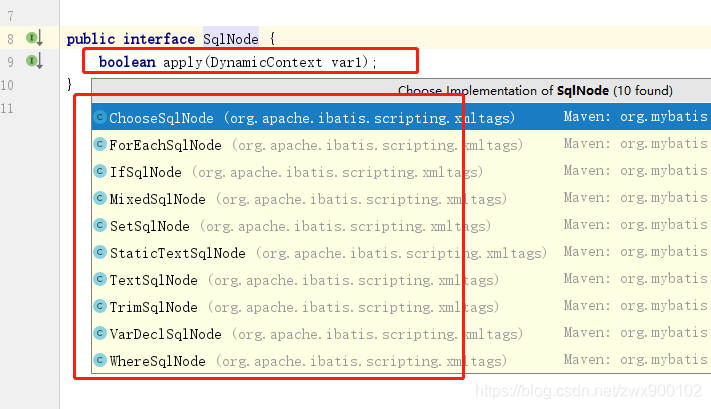 7
8 public interface SqlNode {
9 boolean apply(DynamicContext var1);
10 }
Choose Implementation of SqlNode (10 found)
11
ChooseSqlNode (org.apache.ibatis.scripting.xmltags) Maven: org.mybatis
ForEachSqlNode (org.apache.ibatis.scripting.xmltags) Maven: org.mybatis
IfSqlNode (org.apache.ibatis.scripting.xmltags) Maven: org.mybatis
MixedSqlNode (org.apache.ibatis.scripting.xmltags) Maven: org.mybatis
SetSqlNode (org.apache.ibatis.scripting.xmltags) Maven: org.mybatis
StaticTextSqlNode (org.apache.ibatis.scripting.xmltags) Maven: org.mybatis
TextSqlNode (org.apache.ibatis.scripting.xmltags) Maven: org.mybatis
TrimSqlNode (org.apache.ibatis.scripting.xmltags) Maven: org.mybatis
VarDeclSqlNode (org.apache.ibatis.scripting.xmltags) Maven: org.mybatis
WhereSqlNode (org.apache.ibatis.scripting.xmltags) Maven: org.mybatis
https://blog.csdn.net/zwx900102